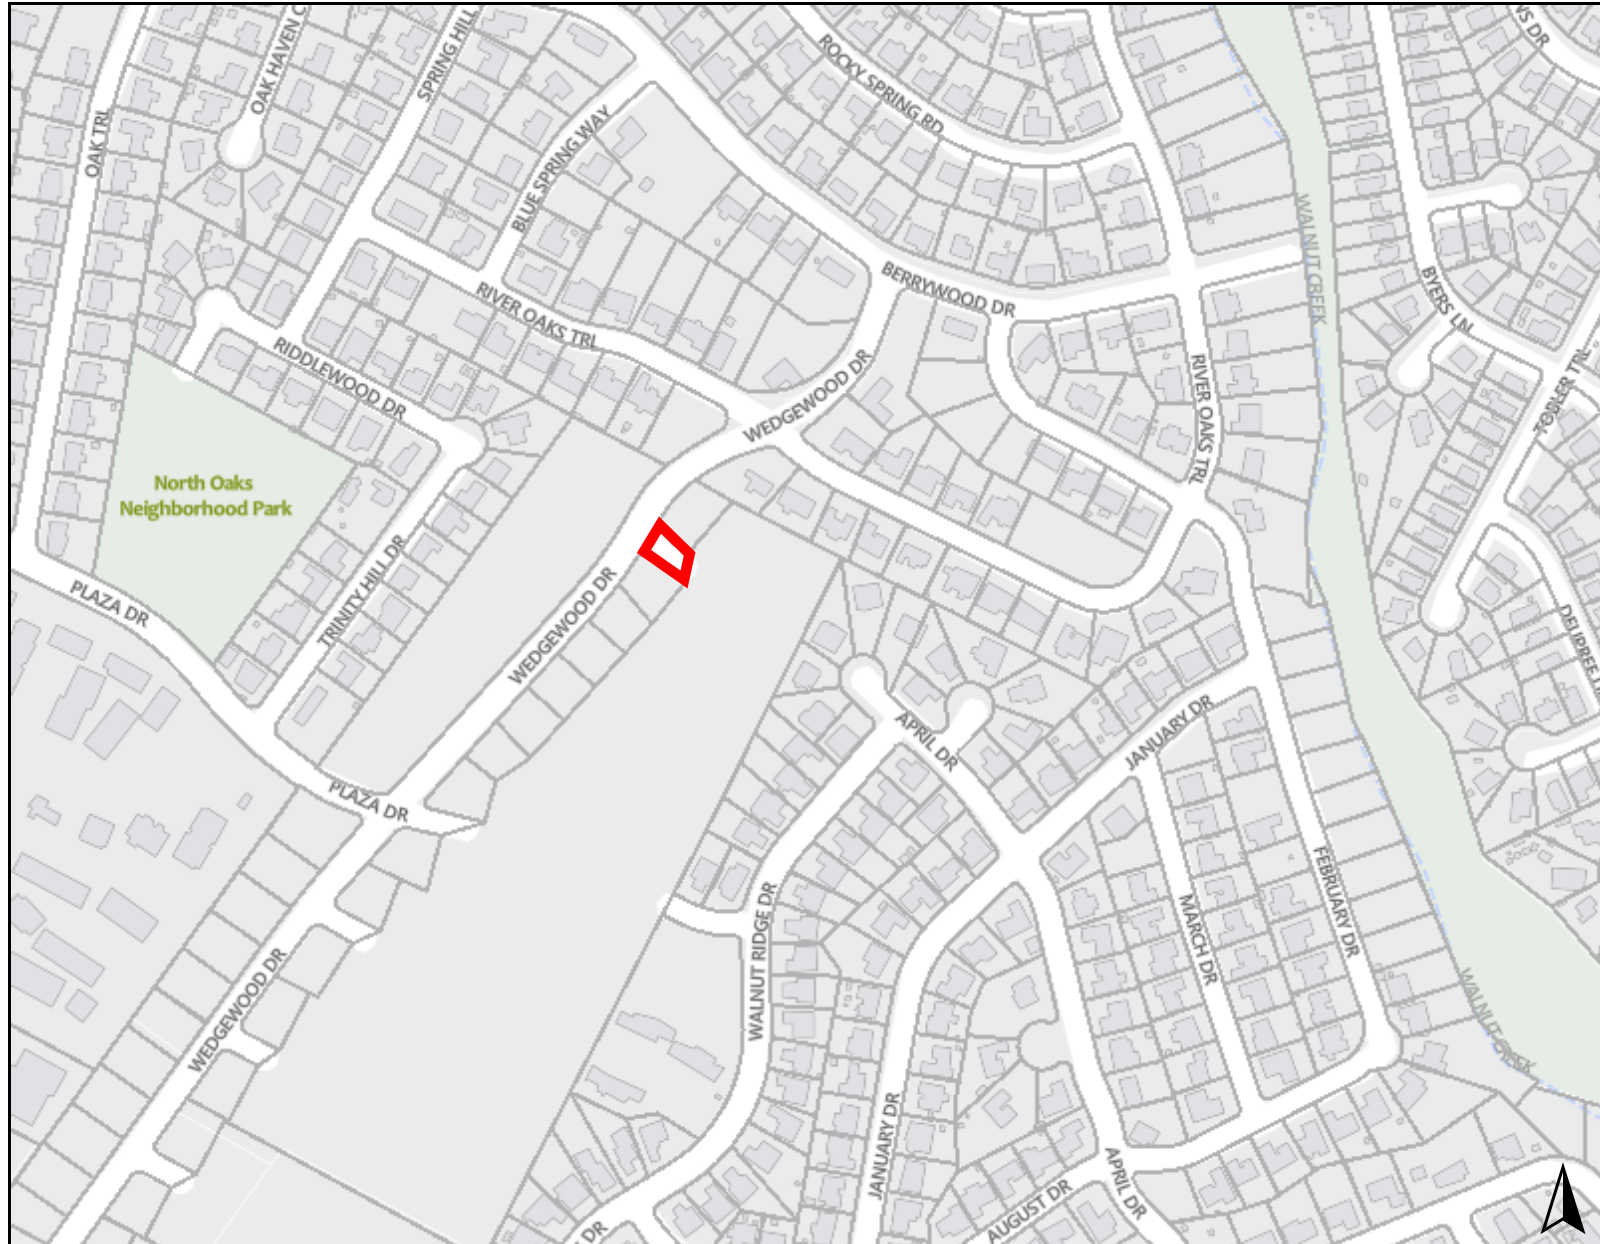 OAK HAVEN C
SPRING HILL
NS DR
ROCKY SPRING RD
OAK TRL
BLUE SPRING WAY
WALNUT CREEK
BERRYWOOD DR
BYERS LN
RIVER OAKS TRL
RIDDLEWOOD DR
WEDGEWOOD DR
RIVER OAKS TRL
TOBLER TRL
North Oaks
Neighborhood Park
TRINITY HILL DR
PLAZA DR
WEDGEWOOD DR
DEUPREE
APRIL DR
JANUARY DR
PLAZA DR
FEBRUARY DR
WALNUT RIDGE DR
MARCH DR
WEDGEWOOD DR
WALNUT CREEK
JANUARY DR
APRIL DR
AUGUST DR
DR